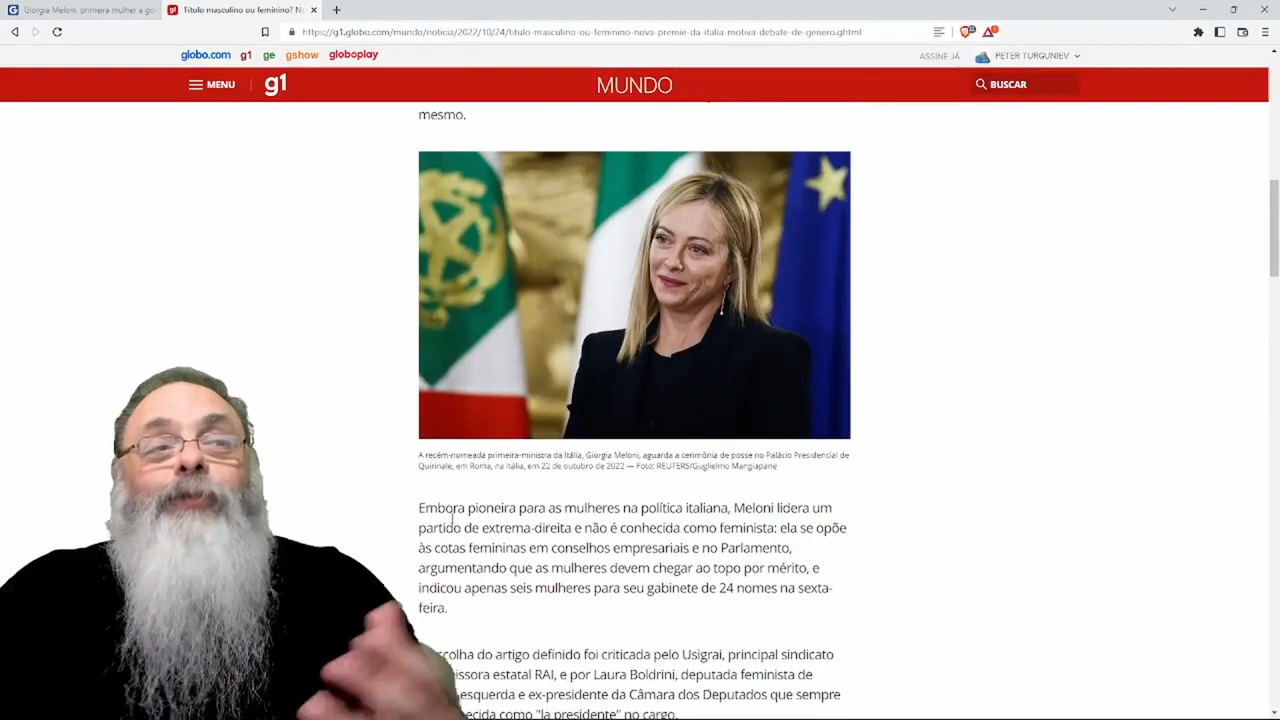 Giorgia Meloni, primeira mulher a go
Título masculino ou feminino? No
https://g1.globo.com/mundo/noticia/2022/10/24/titulo-masculino-ou-feminino-nova-premie-da-italia-motiva-debate-de-genero.ghtml
globo.com g1 ge gshow globoplay
ASSINE JÁ PETER TURGUNIEV
MENU g1 MUNDO BUSCAR
mesmo.
A recém-nomeada primeira-ministra da Itália, Giorgia Meloni, aguarda a cerimônia de posse no Palácio Presidencial de
Quirinale, em Roma, na Itália, em 22 de outubro de 2022 — Foto: REUTERS/Guglielmo Mangiapane
Embora pioneira para as mulheres na política italiana, Meloni lidera um
partido de extrema-direita e não é conhecida como feminista: ela se opõe
às cotas femininas em conselhos empresariais e no Parlamento,
argumentando que as mulheres devem chegar ao topo por mérito, e
indicou apenas seis mulheres para seu gabinete de 24 nomes na sexta-
feira.
scolha do artigo definido foi criticada pelo Usigrai, principal sindicato
issora estatal RAI, e por Laura Boldrini, deputada feminista de
esquerda e ex-presidente da Câmara dos Deputados que sempre
hecida como "la presidente" no cargo.